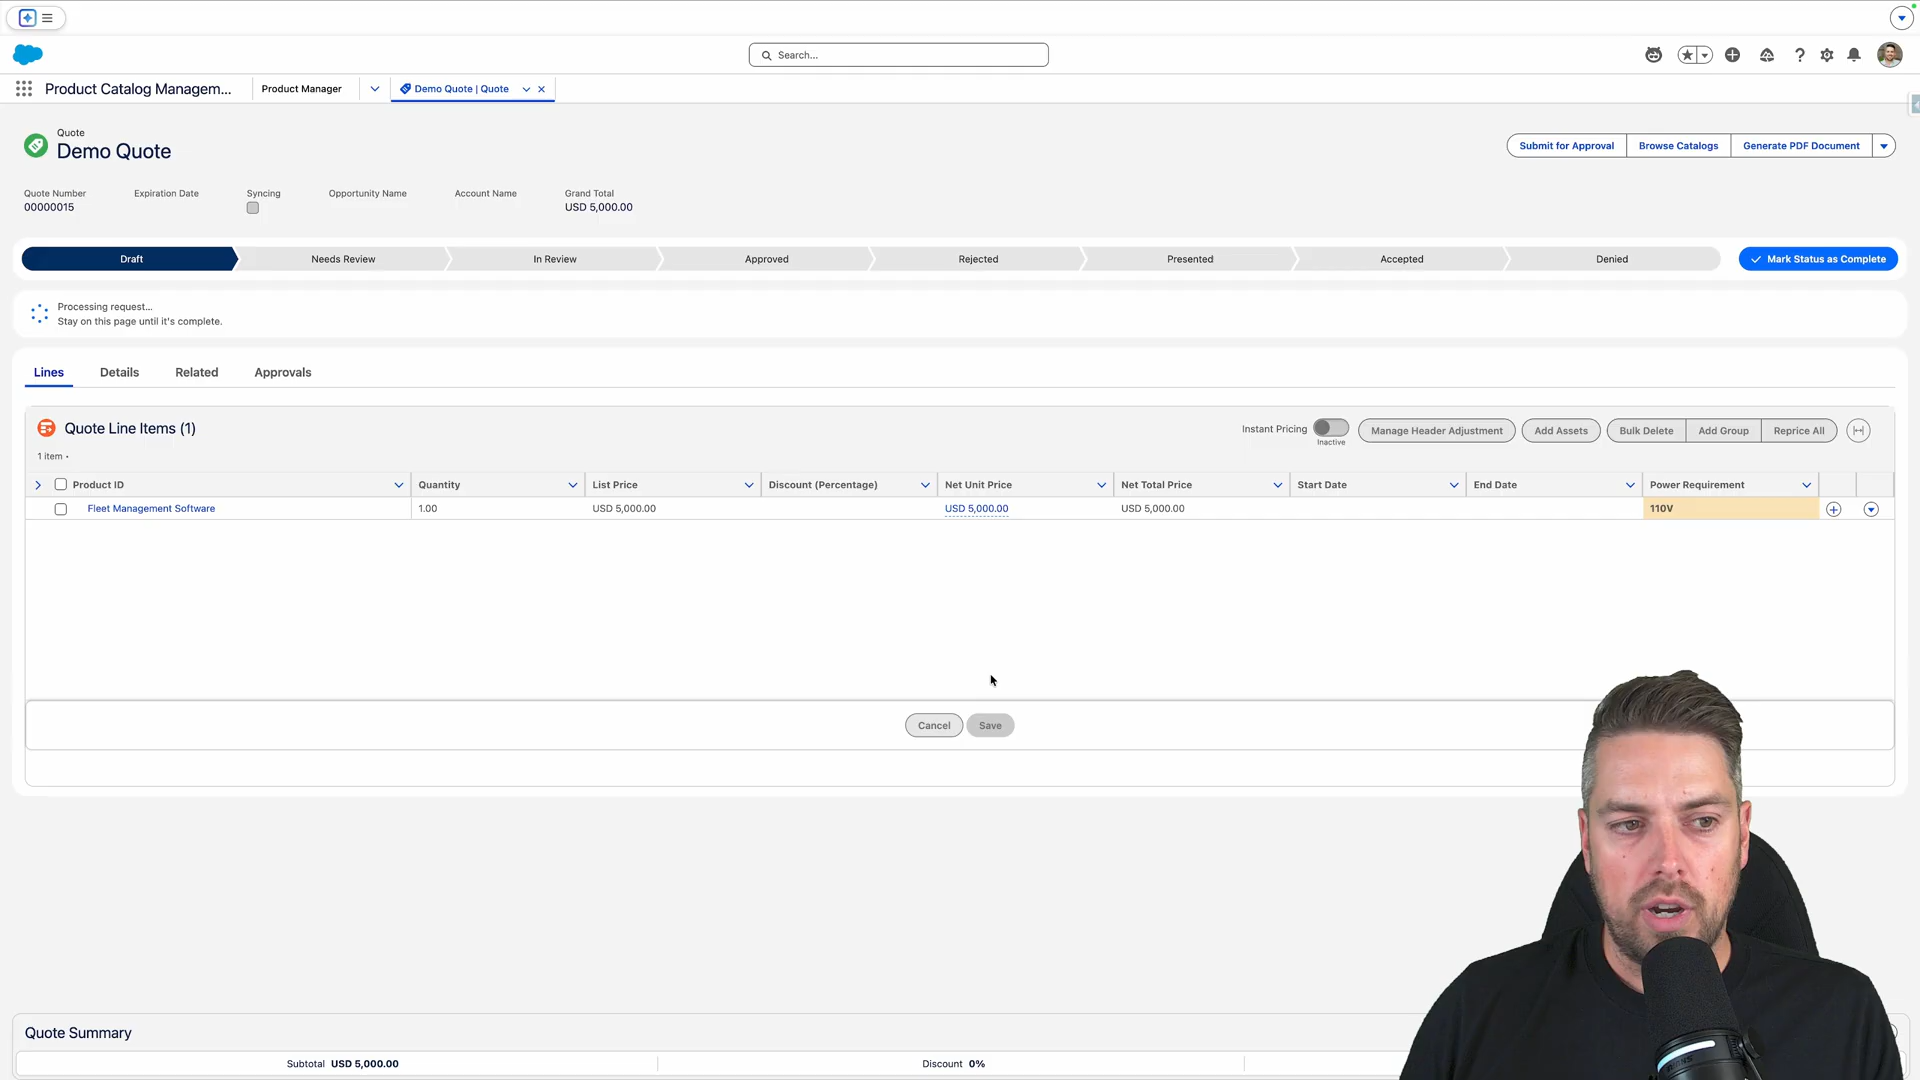 Search...
Product Catalog Managem...
Product Manager
Demo Quote | Quote
Quote
Demo Quote
Submit for Approval
Browse Catalogs
Generate PDF Document
Quote Number
Expiration Date
Syncing
Opportunity Name
Account Name
Grand Total
00000015
USD 5,000.00
Draft
Needs Review
In Review
Approved
Rejected
Presented
Accepted
Denied
Mark Status as Complete
Processing request...
Stay on this page until it's complete.
Lines
Details
Related
Approvals
Quote Line Items (1)
Instant Pricing
Inactive
Manage Header Adjustment
Add Assets
Bulk Delete
Add Group
Reprice All
1 item •
Product ID
Quantity
List Price
Discount (Percentage)
Net Unit Price
Net Total Price
Start Date
End Date
Power Requirement
Fleet Management Software
1.00
USD 5,000.00
USD 5,000.00
USD 5,000.00
110V
Cancel
Save
Quote Summary
Subtotal USD 5,000.00
Discount 0%